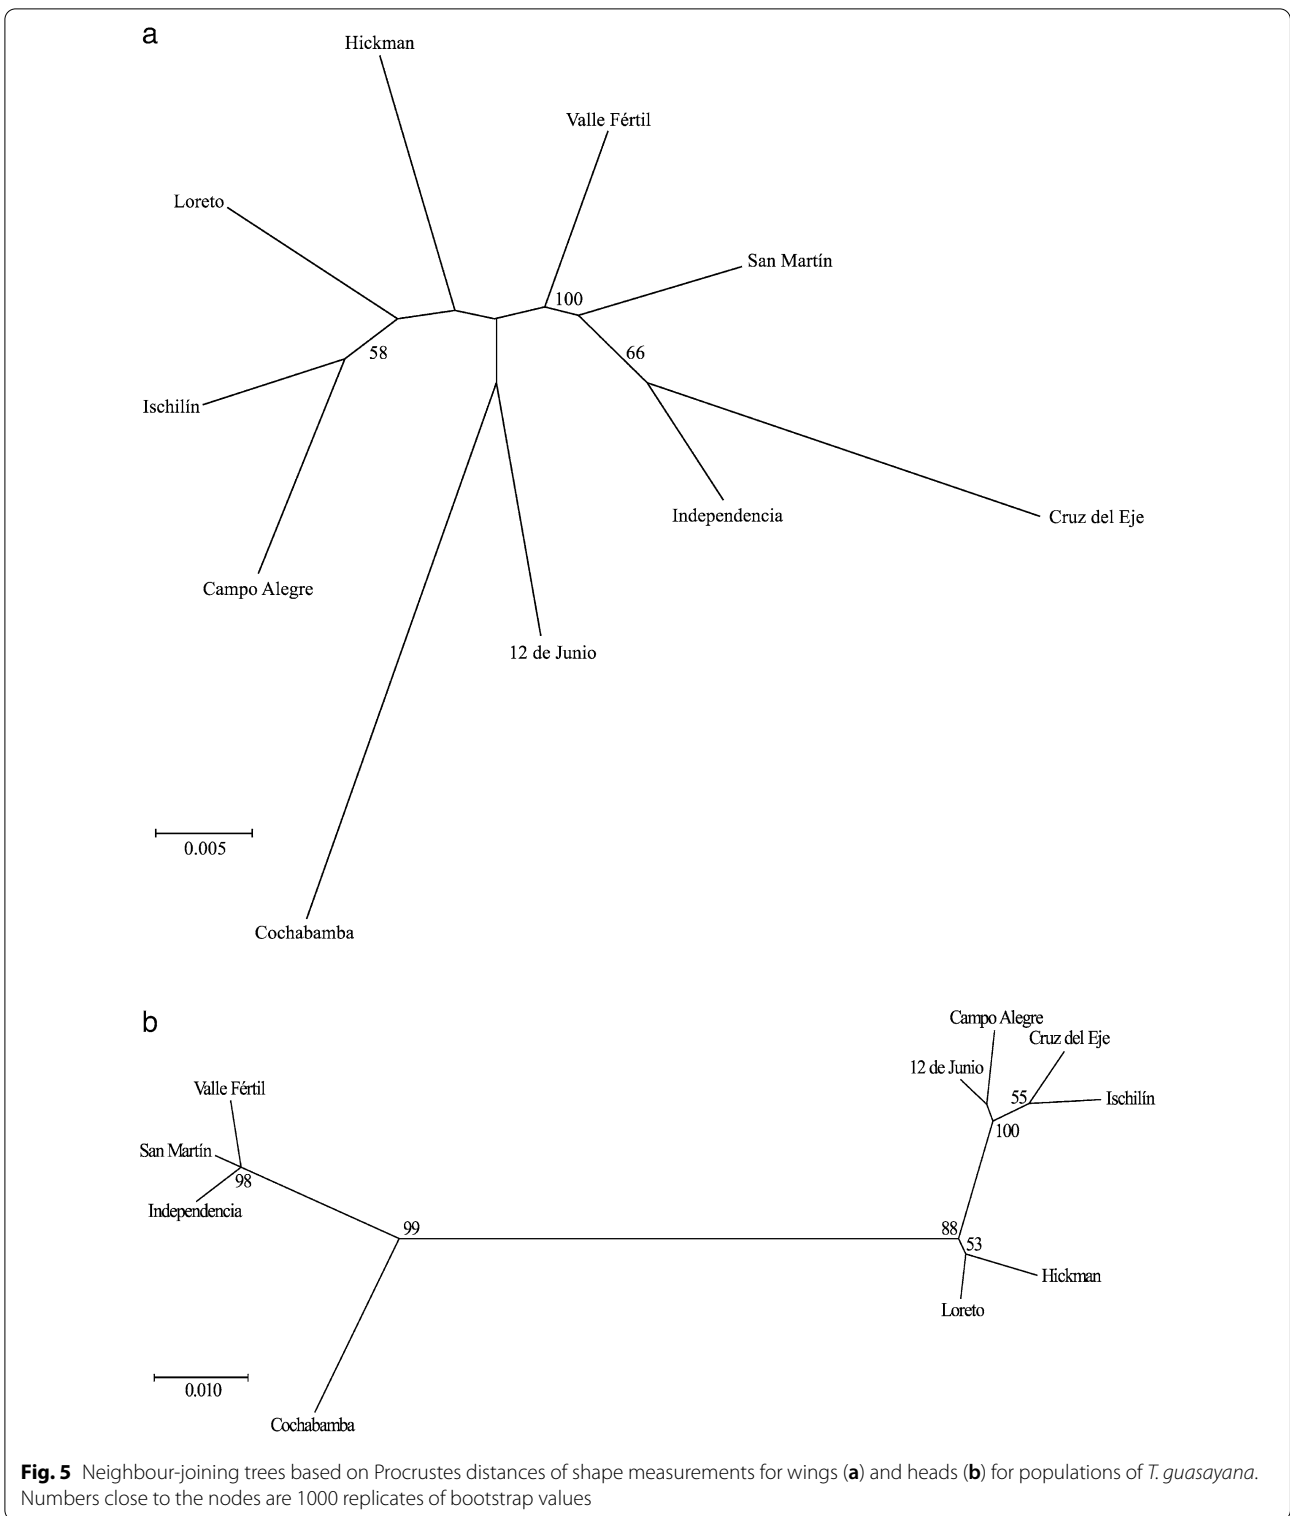 a
Hickman
Valle Fértil
Loreto
San Martín
100
58
66
Ischilín
Independencia
Cruz del Eje
Campo Alegre
12 de Junio
0.005
Cochabamba
b
Campo Alegre
Cruz del Eje
12 de Junio
Valle Fértil
55
Ischilín
100
San Martín
98
Independencia
99
88
53
Hickman
Loreto
0.010
Cochabamba
Fig. 5 Neighbour-joining trees based on Procrustes distances of shape measurements for wings (a) and heads (b) for populations of T. guasayana.
Numbers close to the nodes are 1000 replicates of bootstrap values